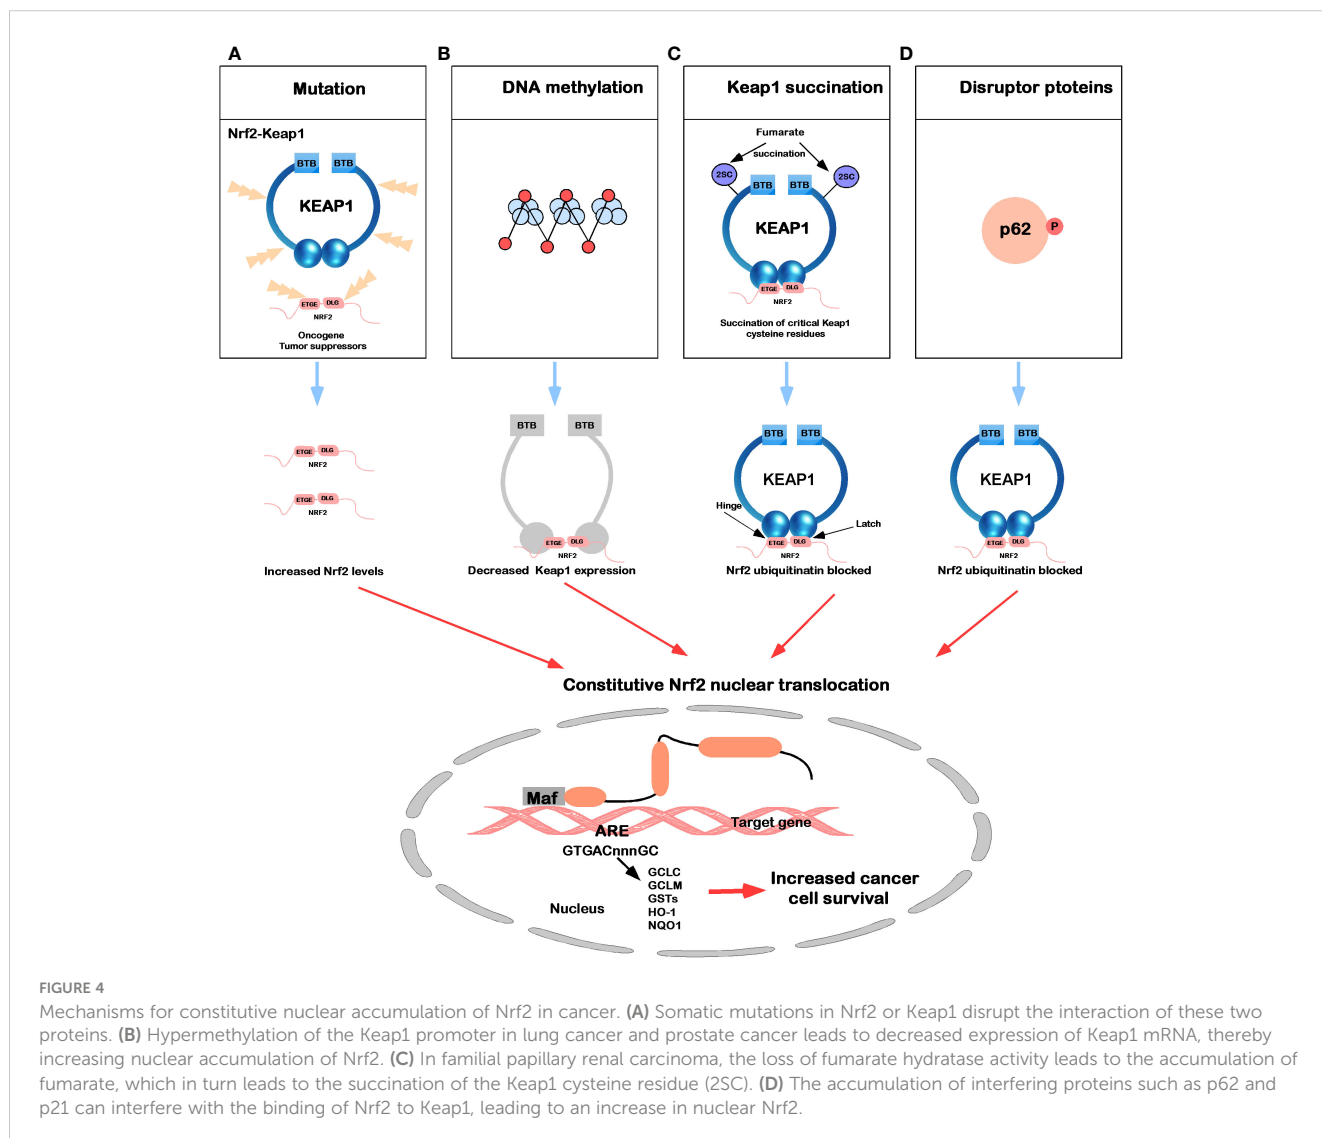 A
B
C
D
Mutation
DNA methylation
Keap1 succination
Disruptor ptoteins
Nrf2-Keap1
BTB BTB
KEAP1
ETGE DLG
NRF2
Oncogene
Tumor suppressors
Fumarate
succination
2SC 2SC
BTB BTB
KEAP1
ETGE DLG
NRF2
Succination of critical Keap1
cysteine residues
p62
P
ETGE DLG
NRF2
ETGE DLG
NRF2
Increased Nrf2 levels
BTB BTB
ETGE DLG
NRF2
Decreased Keap1 expression
BTB BTB
KEAP1
Hinge
Latch
ETGE DLG
NRF2
Nrf2 ubiquitinatin blocked
BTB BTB
KEAP1
ETGE DLG
NRF2
Nrf2 ubiquitinatin blocked
Constitutive Nrf2 nuclear translocation
Maf
ARE
Target gene
GTGACnnnGC
GCLC
GCLM
GSTs
HO-1
NQO1
Nucleus
Increased cancer
cell survival
FIGURE 4
Mechanisms for constitutive nuclear accumulation of Nrf2 in cancer. (A) Somatic mutations in Nrf2 or Keap1 disrupt the interaction of these two
proteins. (B) Hypermethylation of the Keap1 promoter in lung cancer and prostate cancer leads to decreased expression of Keap1 mRNA, thereby
increasing nuclear accumulation of Nrf2. (C) In familial papillary renal carcinoma, the loss of fumarate hydratase activity leads to the accumulation of
fumarate, which in turn leads to the succination of the Keap1 cysteine residue (2SC). (D) The accumulation of interfering proteins such as p62 and
p21 can interfere with the binding of Nrf2 to Keap1, leading to an increase in nuclear Nrf2.